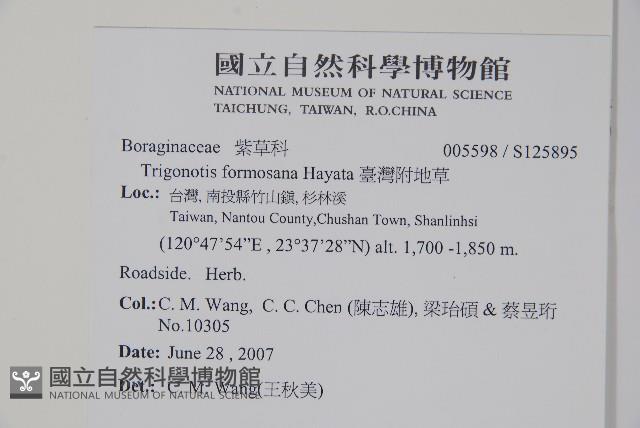 國立自然科學博物館
NATIONAL MUSEUM OF NATURAL SCIENCE
TAICHUNG, TAIWAN, R.O.CHINA
Boraginaceae 紫草科 005598 / S125895
Trigonotis formosana Hayata 臺灣附地草
Loc.: 台灣, 南投縣竹山鎮, 杉林溪
Taiwan, Nantou County,Chushan Town, Shanlinhsi
(120°47'54”E , 23°37'28”N) alt. 1,700 -1,850 m.
Roadside. Herb.
Col.: C. M. Wang, C. C. Chen (陳志雄), 梁珆碩 & 蔡昱珩
No.10305
Date: June 28 , 2007
Det.: C. M. Wang(王秋美)
國立自然科學博物館
NATIONAL MUSEUM OF NATURAL SCIENCE